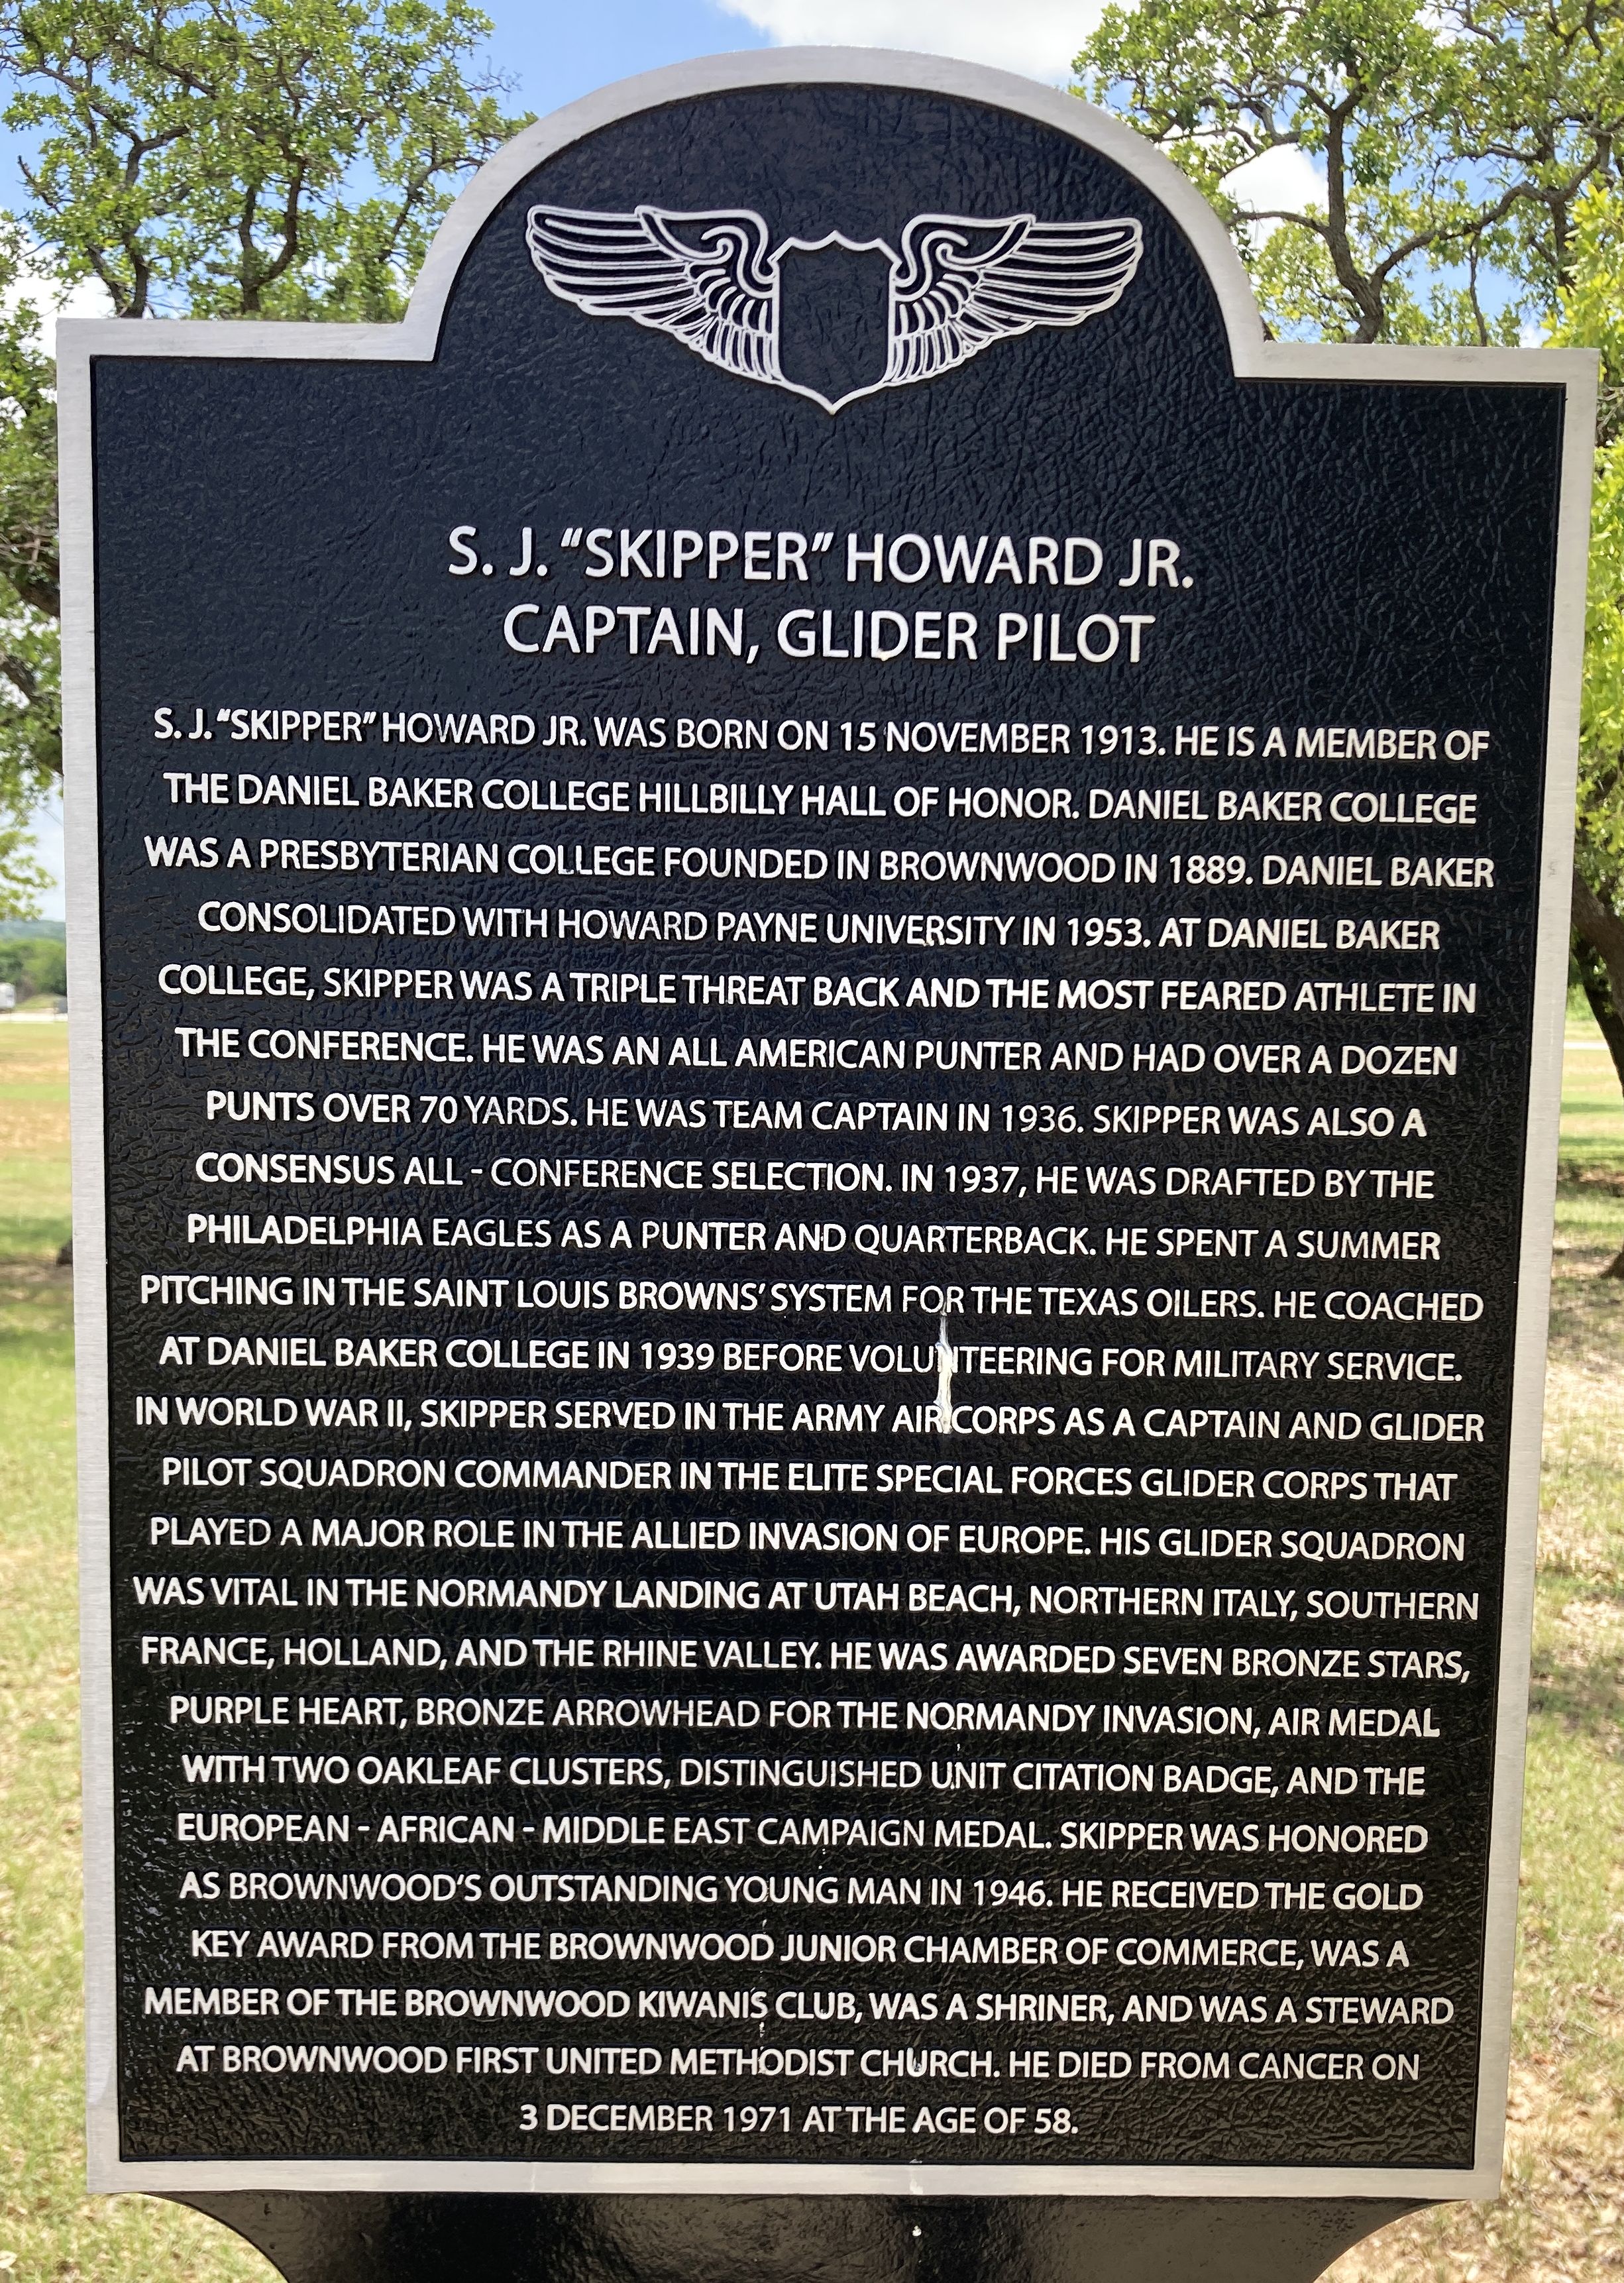 S. J. “SKIPPER” HOWARD JR.
CAPTAIN, GLIDER PILOT
S. J. “SKIPPER” HOWARD JR. WAS BORN ON 15 NOVEMBER 1913. HE IS A MEMBER OF
THE DANIEL BAKER COLLEGE HILLBILLY HALL OF HONOR. DANIEL BAKER COLLEGE
WAS A PRESBYTERIAN COLLEGE FOUNDED IN BROWNWOOD IN 1889. DANIEL BAKER
CONSOLIDATED WITH HOWARD PAYNE UNIVERSITY IN 1953. AT DANIEL BAKER
COLLEGE, SKIPPER WAS A TRIPLE THREAT BACK AND THE MOST FEARED ATHLETE IN
THE CONFERENCE. HE WAS AN ALL AMERICAN PUNTER AND HAD OVER A DOZEN
PUNTS OVER 70 YARDS. HE WAS TEAM CAPTAIN IN 1936. SKIPPER WAS ALSO A
CONSENSUS ALL - CONFERENCE SELECTION. IN 1937, HE WAS DRAFTED BY THE
PHILADELPHIA EAGLES AS A PUNTER AND QUARTERBACK. HE SPENT A SUMMER
PITCHING IN THE SAINT LOUIS BROWNS’ SYSTEM FOR THE TEXAS OILERS. HE COACHED
AT DANIEL BAKER COLLEGE IN 1939 BEFORE VOLUNTEERING FOR MILITARY SERVICE.
IN WORLD WAR II, SKIPPER SERVED IN THE ARMY AIR CORPS AS A CAPTAIN AND GLIDER
PILOT SQUADRON COMMANDER IN THE ELITE SPECIAL FORCES GLIDER CORPS THAT
PLAYED A MAJOR ROLE IN THE ALLIED INVASION OF EUROPE. HIS GLIDER SQUADRON
WAS VITAL IN THE NORMANDY LANDING AT UTAH BEACH, NORTHERN ITALY, SOUTHERN
FRANCE, HOLLAND, AND THE RHINE VALLEY. HE WAS AWARDED SEVEN BRONZE STARS,
PURPLE HEART, BRONZE ARROWHEAD FOR THE NORMANDY INVASION, AIR MEDAL
WITH TWO OAKLEAF CLUSTERS, DISTINGUISHED UNIT CITATION BADGE, AND THE
EUROPEAN - AFRICAN - MIDDLE EAST CAMPAIGN MEDAL. SKIPPER WAS HONORED
AS BROWNWOOD’S OUTSTANDING YOUNG MAN IN 1946. HE RECEIVED THE GOLD
KEY AWARD FROM THE BROWNWOOD JUNIOR CHAMBER OF COMMERCE, WAS A
MEMBER OF THE BROWNWOOD KIWANIS CLUB, WAS A SHRINER, AND WAS A STEWARD
AT BROWNWOOD FIRST UNITED METHODIST CHURCH. HE DIED FROM CANCER ON
3 DECEMBER 1971 AT THE AGE OF 58.